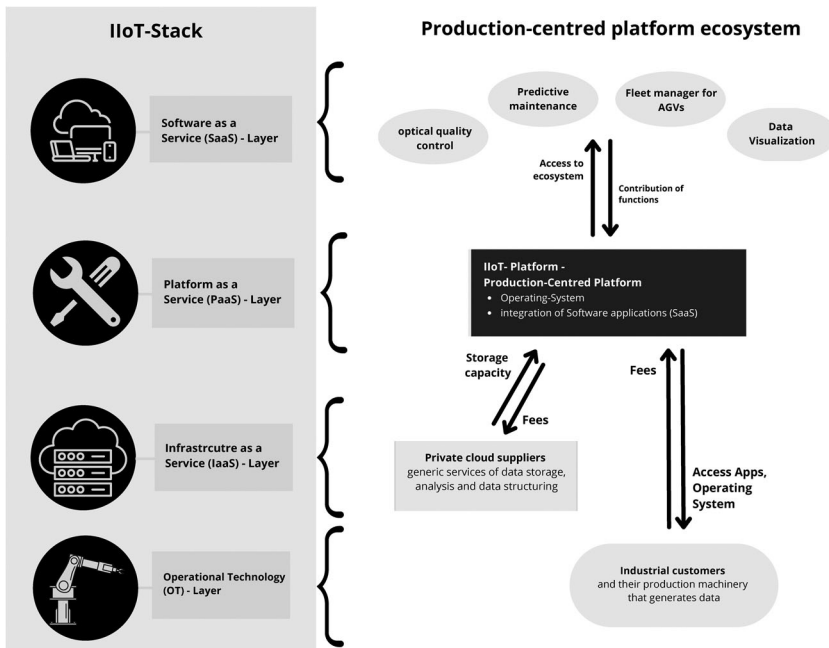 IIoT-Stack
Software as a
Service (SaaS) - Layer
Platform as a
Service (PaaS) - Layer
Infrastrcutre as a
Service (IaaS) - Layer
Operational Technology
(OT) - Layer
Production-centred platform ecosystem
optical quality
control
Predictive
maintenance
Fleet manager for
AGVs
Data
Visualization
Access to
ecosystem
Contribution of
functions
IIoT- Platform -
Production-Centred Platform
• Operating-System
• integration of Software applications (SaaS)
Storage
capacity
Fees
Fees
Private cloud suppliers
generic services of data storage,
analysis and data structuring
Access Apps,
Operating
System
Industrial customers
and their production machinery
that generates data